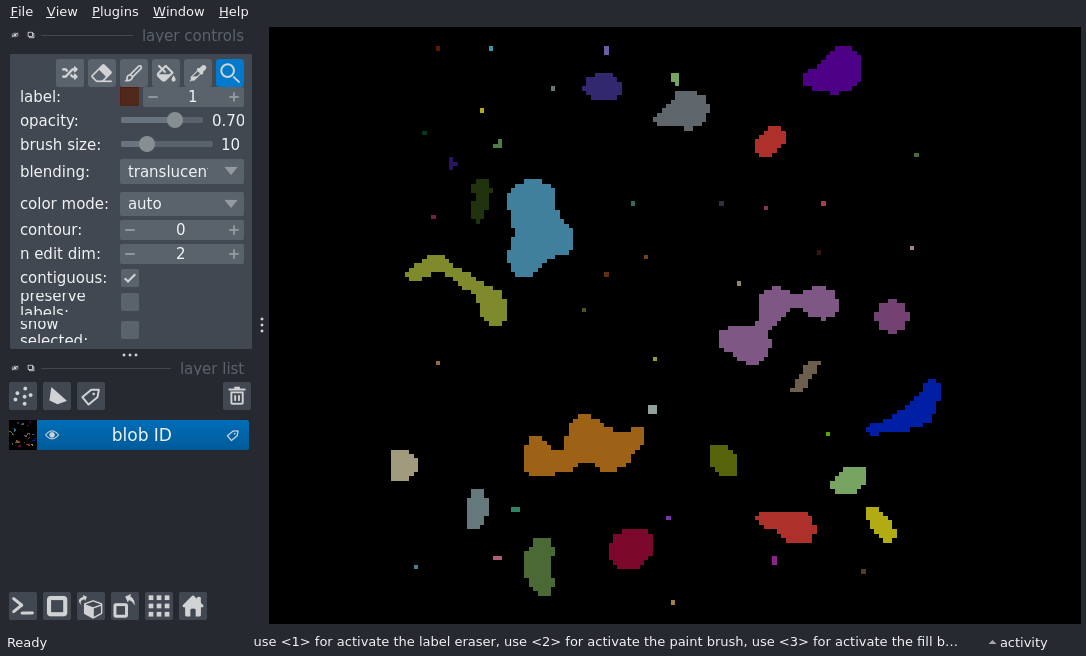 File View Plugins Window Help
layer controls
label: 1
opacity: 0.70
brush size: 10
blending: translucen
color mode: auto
contour: 0
n edit dim: 2
contiguous:
preserve
labels:
show
selected:
layer list
blob ID
Ready use <1> for activate the label eraser, use <2> for activate the paint brush, use <3> for activate the fill b... activity